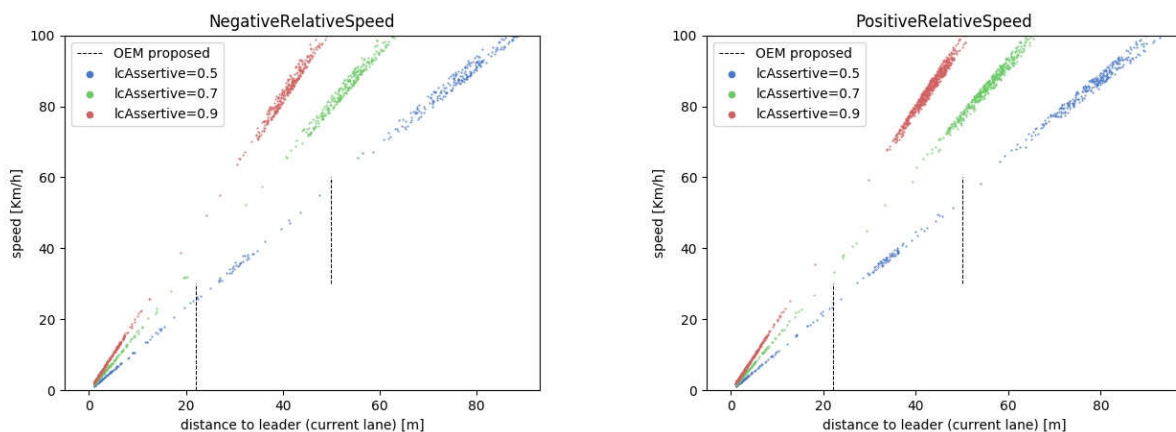 NegativeRelativeSpeed
100
80
60
40
20
0
speed [Km/h]
OEM proposed
lcAssertive=0.5
lcAssertive=0.7
lcAssertive=0.9
0 20 40 60 80
distance to leader (current lane) [m]
PositiveRelativeSpeed
100
80
60
40
20
0
speed [Km/h]
OEM proposed
lcAssertive=0.5
lcAssertive=0.7
lcAssertive=0.9
0 20 40 60 80
distance to leader (current lane) [m]